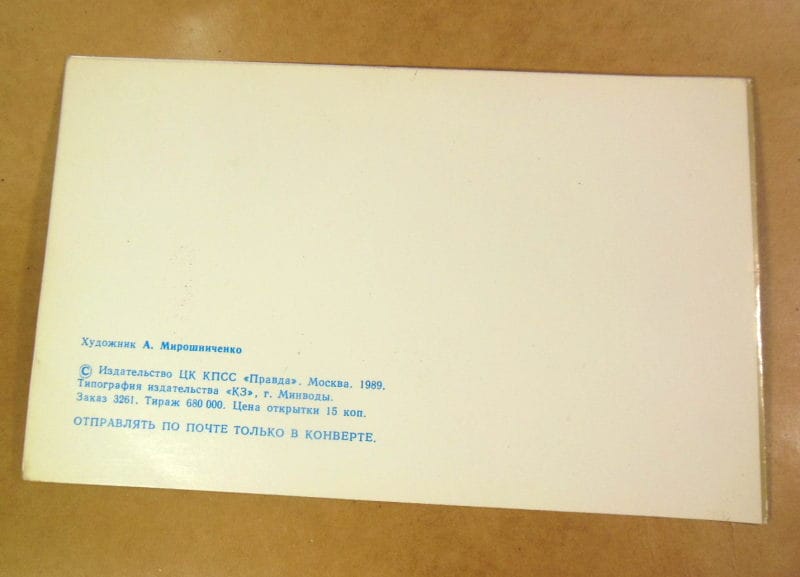 Художник А. Мирошниченко
© Издательство ЦК КПСС «Правда». Москва. 1989.
Типография издательства «КЗ», г. Минводы.
Заказ 3261. Тираж 680 000. Цена открытки 15 коп.
ОТПРАВЛЯТЬ ПО ПОЧТЕ ТОЛЬКО В КОНВЕРТЕ.